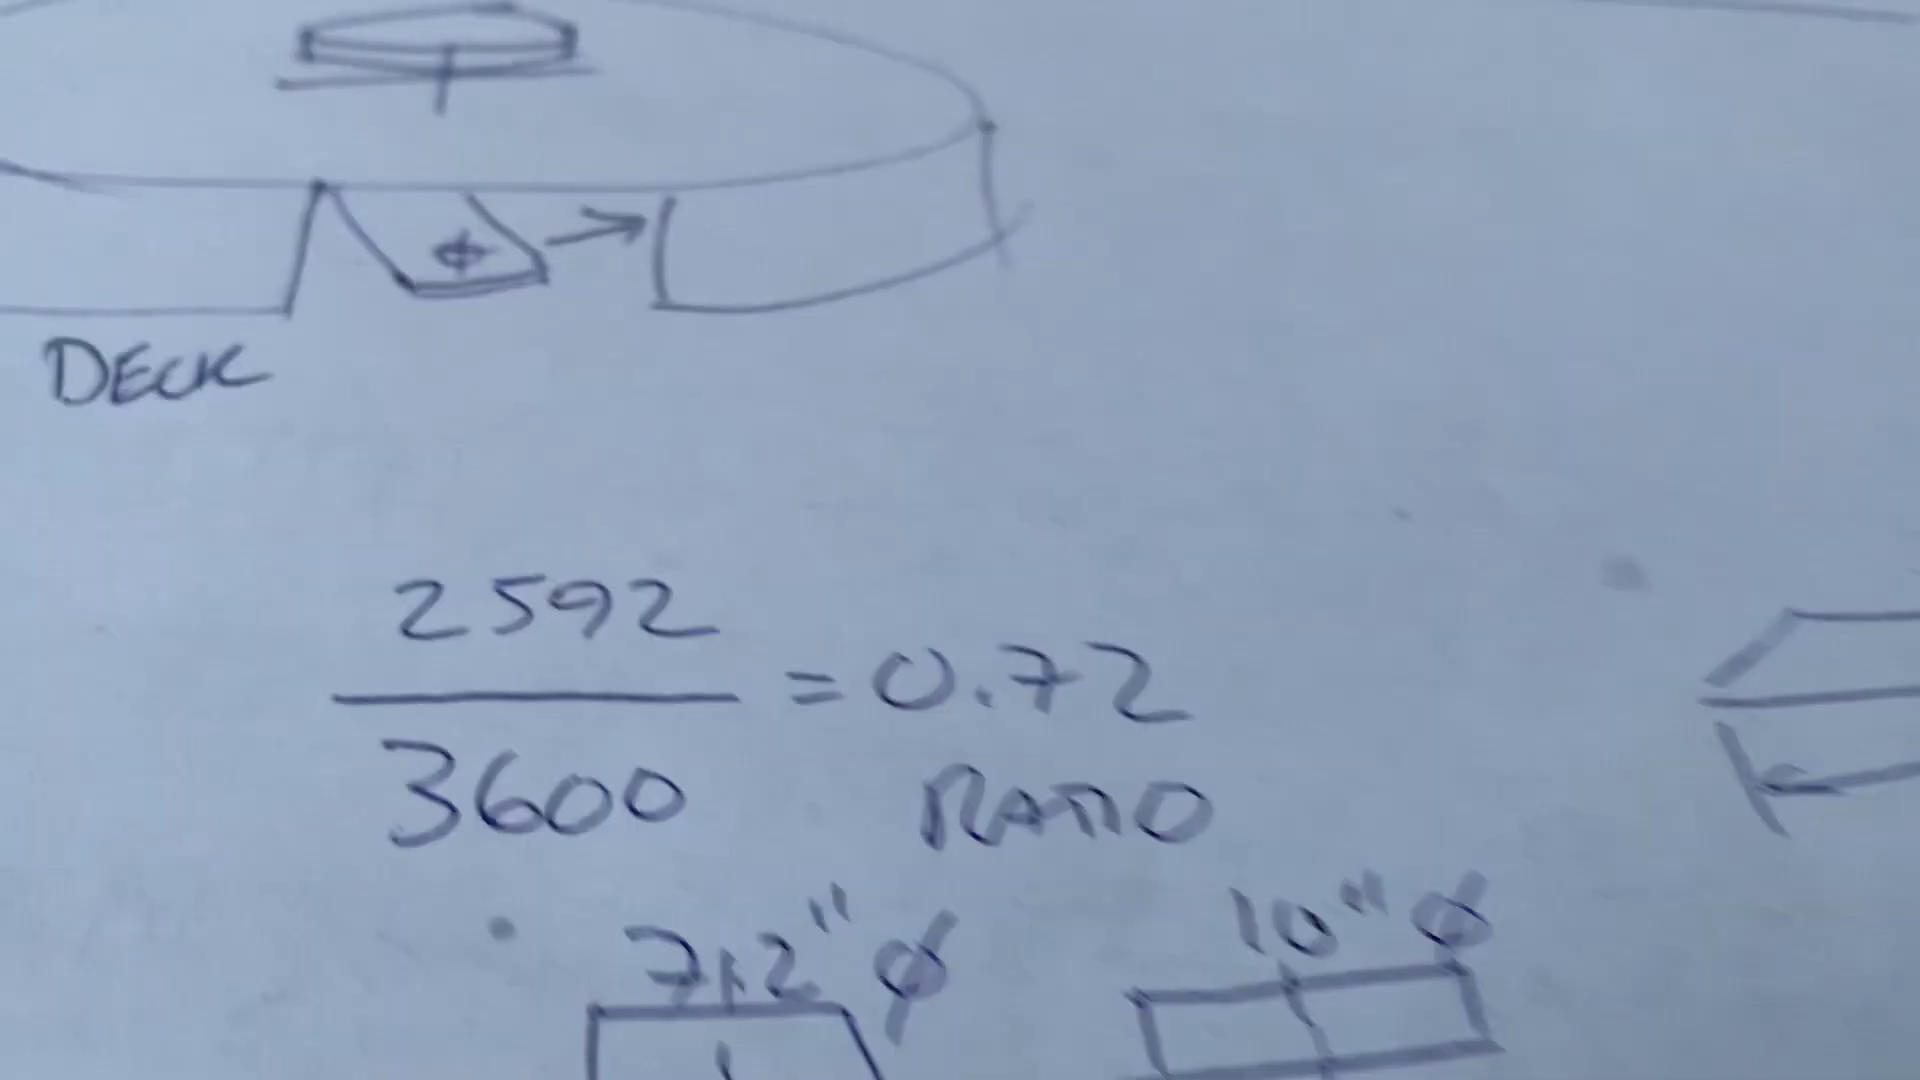 DECK
2592
3600
= 0.72
RATIO
7.2" Ø
10" Ø